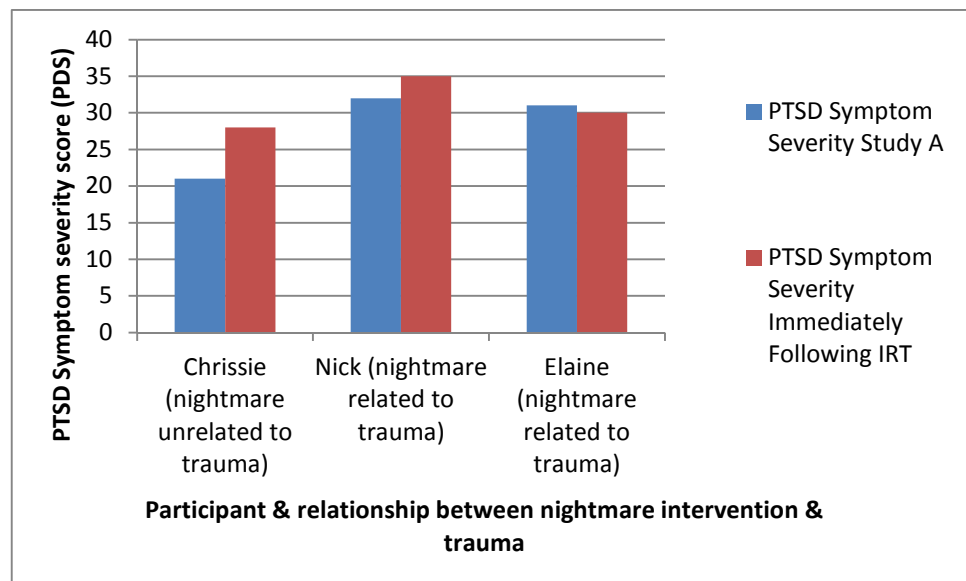 PTSD Symptom severity score (PDS)
40
35
30
25
20
15
10
5
0
Chrissie
(nightmare
unrelated to
trauma)
Nick (nightmare
related to
trauma)
Elaine
(nightmare
related to
trauma)
Participant & relationship between nightmare intervention &
trauma
PTSD Symptom
Severity Study A
PTSD Symptom
Severity
Immediately
Following IRT